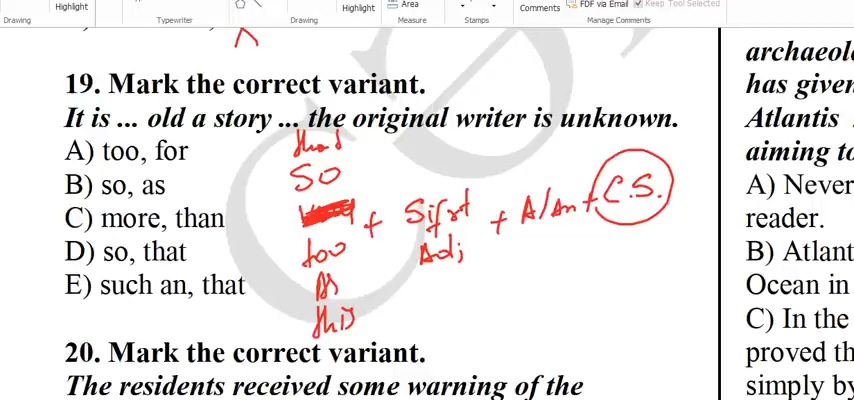 Highlight
Highlight
Area
Comments
FDF via Email
Keep Tool Selected
Drawing
Typewriter
Drawing
Measure
Stamps
Manage Comments
19. Mark the correct variant.
It is ... old a story ... the original writer is unknown.
A) too, for
B) so, as
C) more, than
D) so, that
E) such an, that
that
so
+ Sifət + A/An + C.S.
too Adj
As
this
20. Mark the correct variant.
The residents received some warning of the
archaeolo
has given
Atlantis
aiming to
A) Never
reader.
B) Atlant
Ocean in
C) In the
proved th
simply by